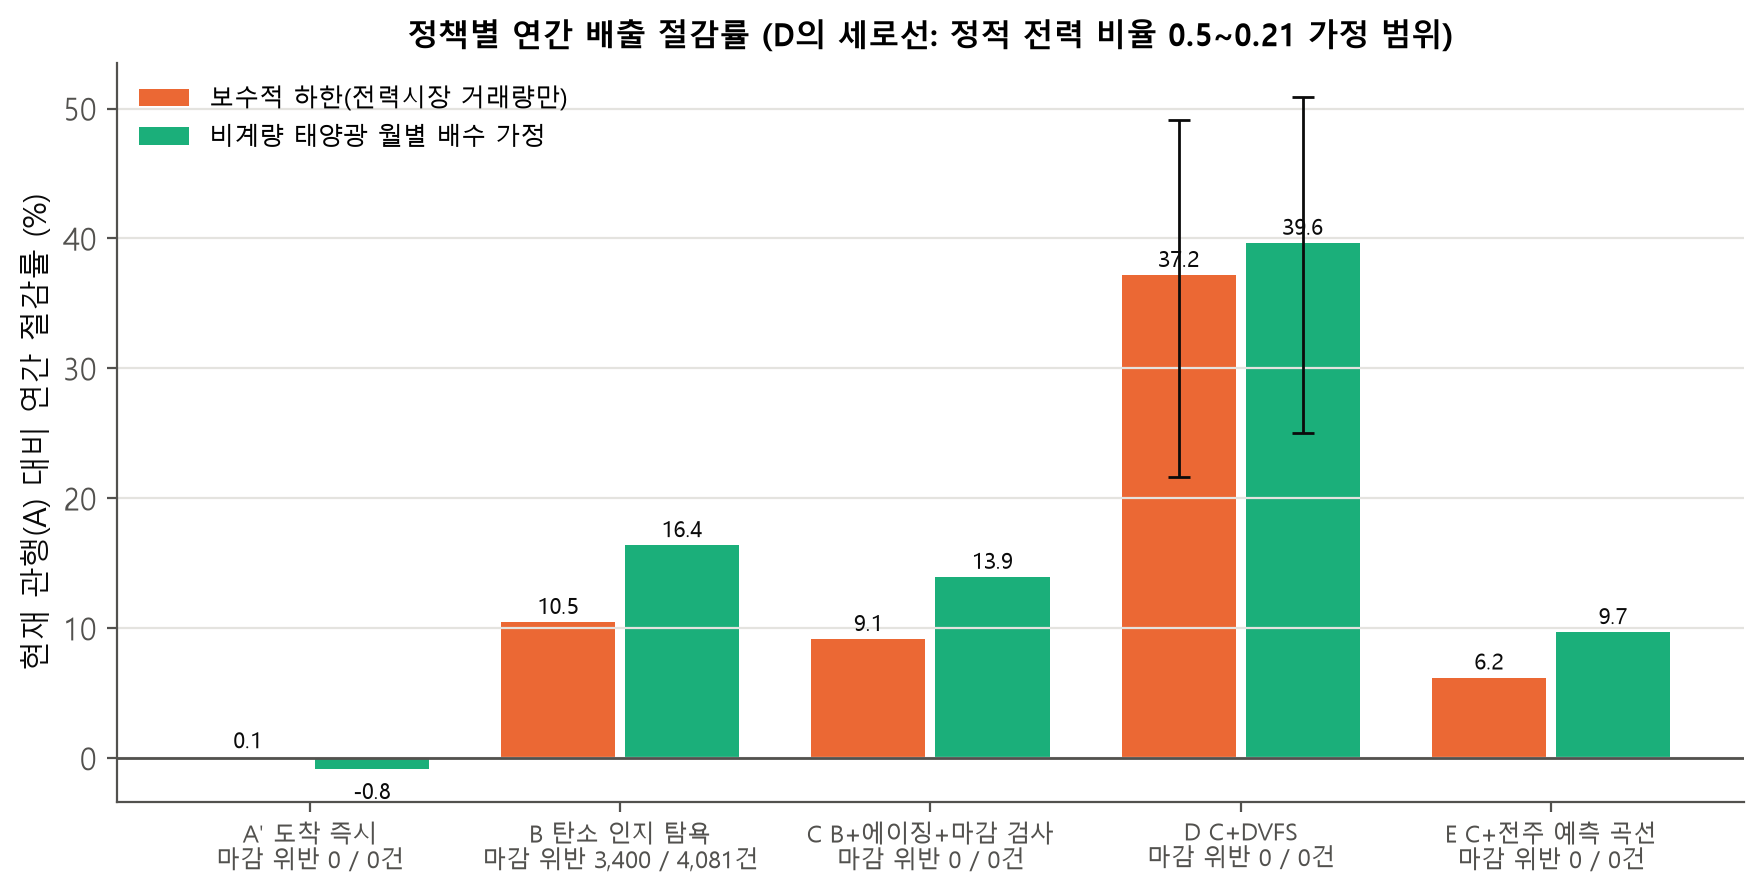 정책별 연간 배출 절감률 (D의 세로선: 정적 전력 비율 0.5~0.21 가정 범위)
보수적 하한(전력시장 거래량만)
비계량 태양광 월별 배수 가정
현재 관행(A) 대비 연간 절감률 (%)
50
40
30
20
10
0
0.1
-0.8
10.5
16.4
9.1
13.9
37.2
39.6
6.2
9.7
A' 도착 즉시
마감 위반 0 / 0건
B 탄소 인지 탐욕
마감 위반 3,400 / 4,081건
C B+에이징+마감 검사
마감 위반 0 / 0건
D C+DVFS
마감 위반 0 / 0건
E C+전주 예측 곡선
마감 위반 0 / 0건